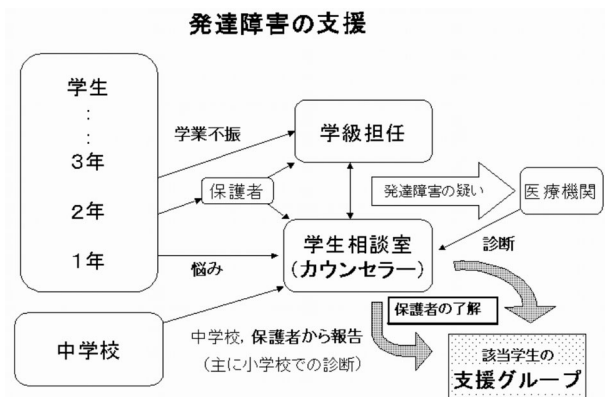 発達障害の支援
学生
：
：
3年
2年
1年
中学校
学業不振
保護者
悩み
学級担任
学生相談室
(カウンセラー)
発達障害の疑い
医療機関
診断
保護者の了解
中学校, 保護者から報告
（主に小学校での診断）
該当学生の
支援グループ